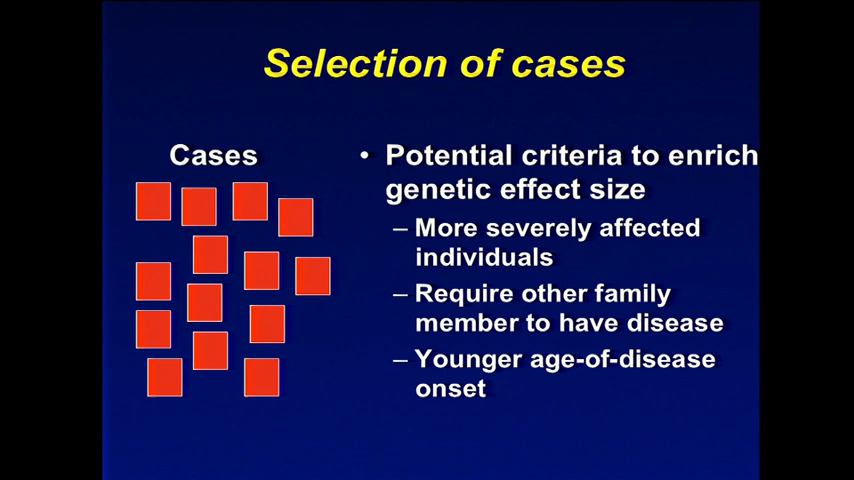 Selection of cases
Cases
• Potential criteria to enrich
genetic effect size
– More severely affected
individuals
– Require other family
member to have disease
– Younger age-of-disease
onset